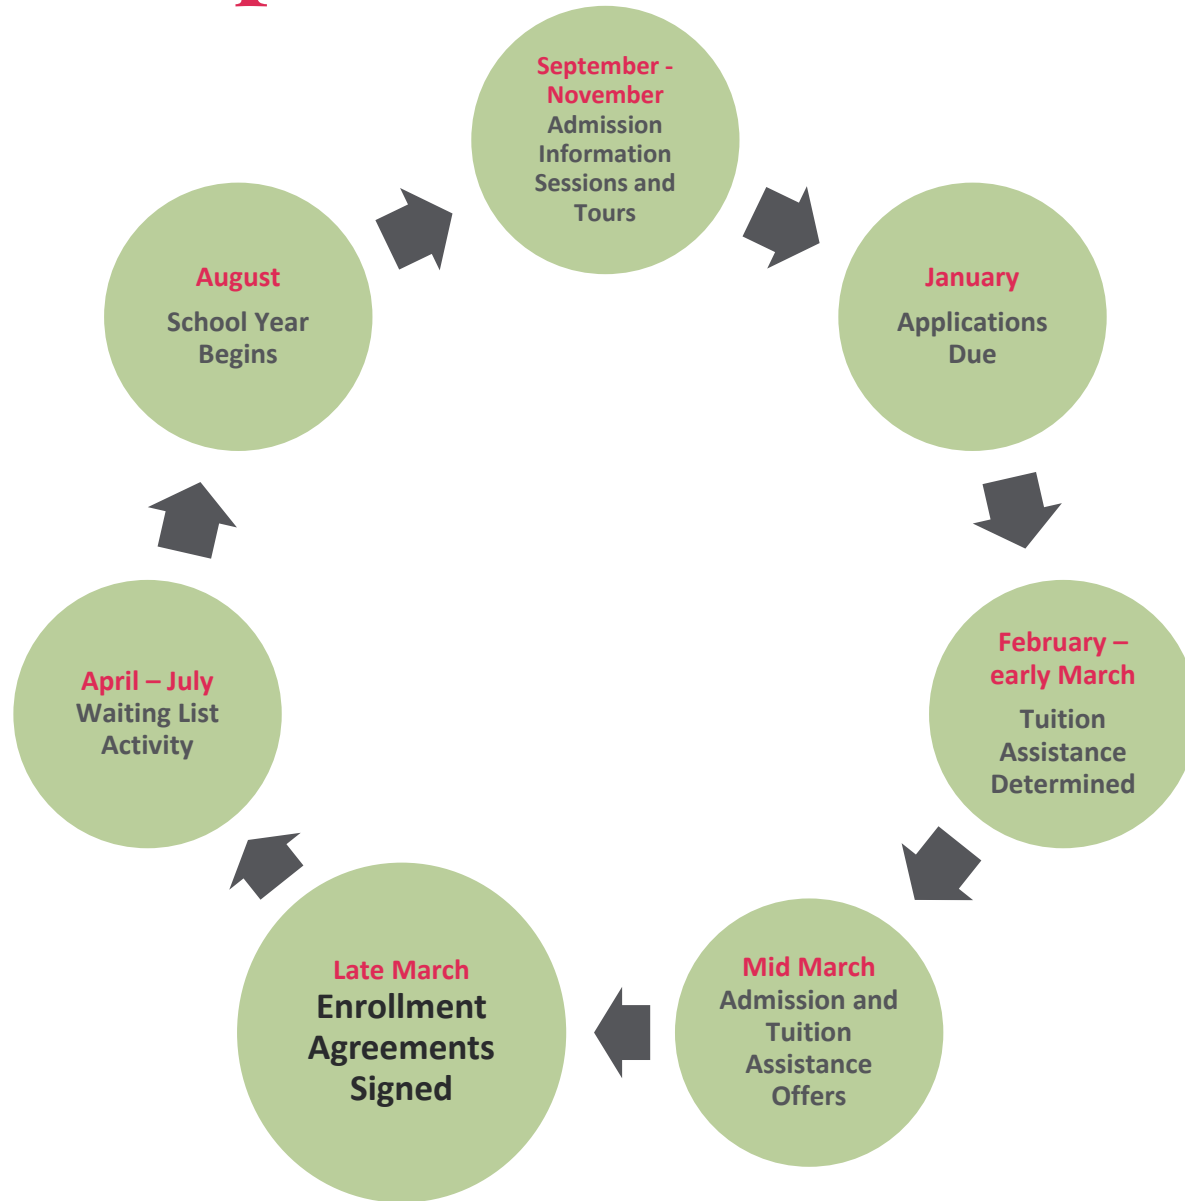 September -
November
Admission
Information
Sessions and
Tours
January
Applications
Due
February –
early March
Tuition
Assistance
Determined
Mid March
Admission and
Tuition
Assistance
Offers
Late March
Enrollment
Agreements
Signed
April – July
Waiting List
Activity
August
School Year
Begins